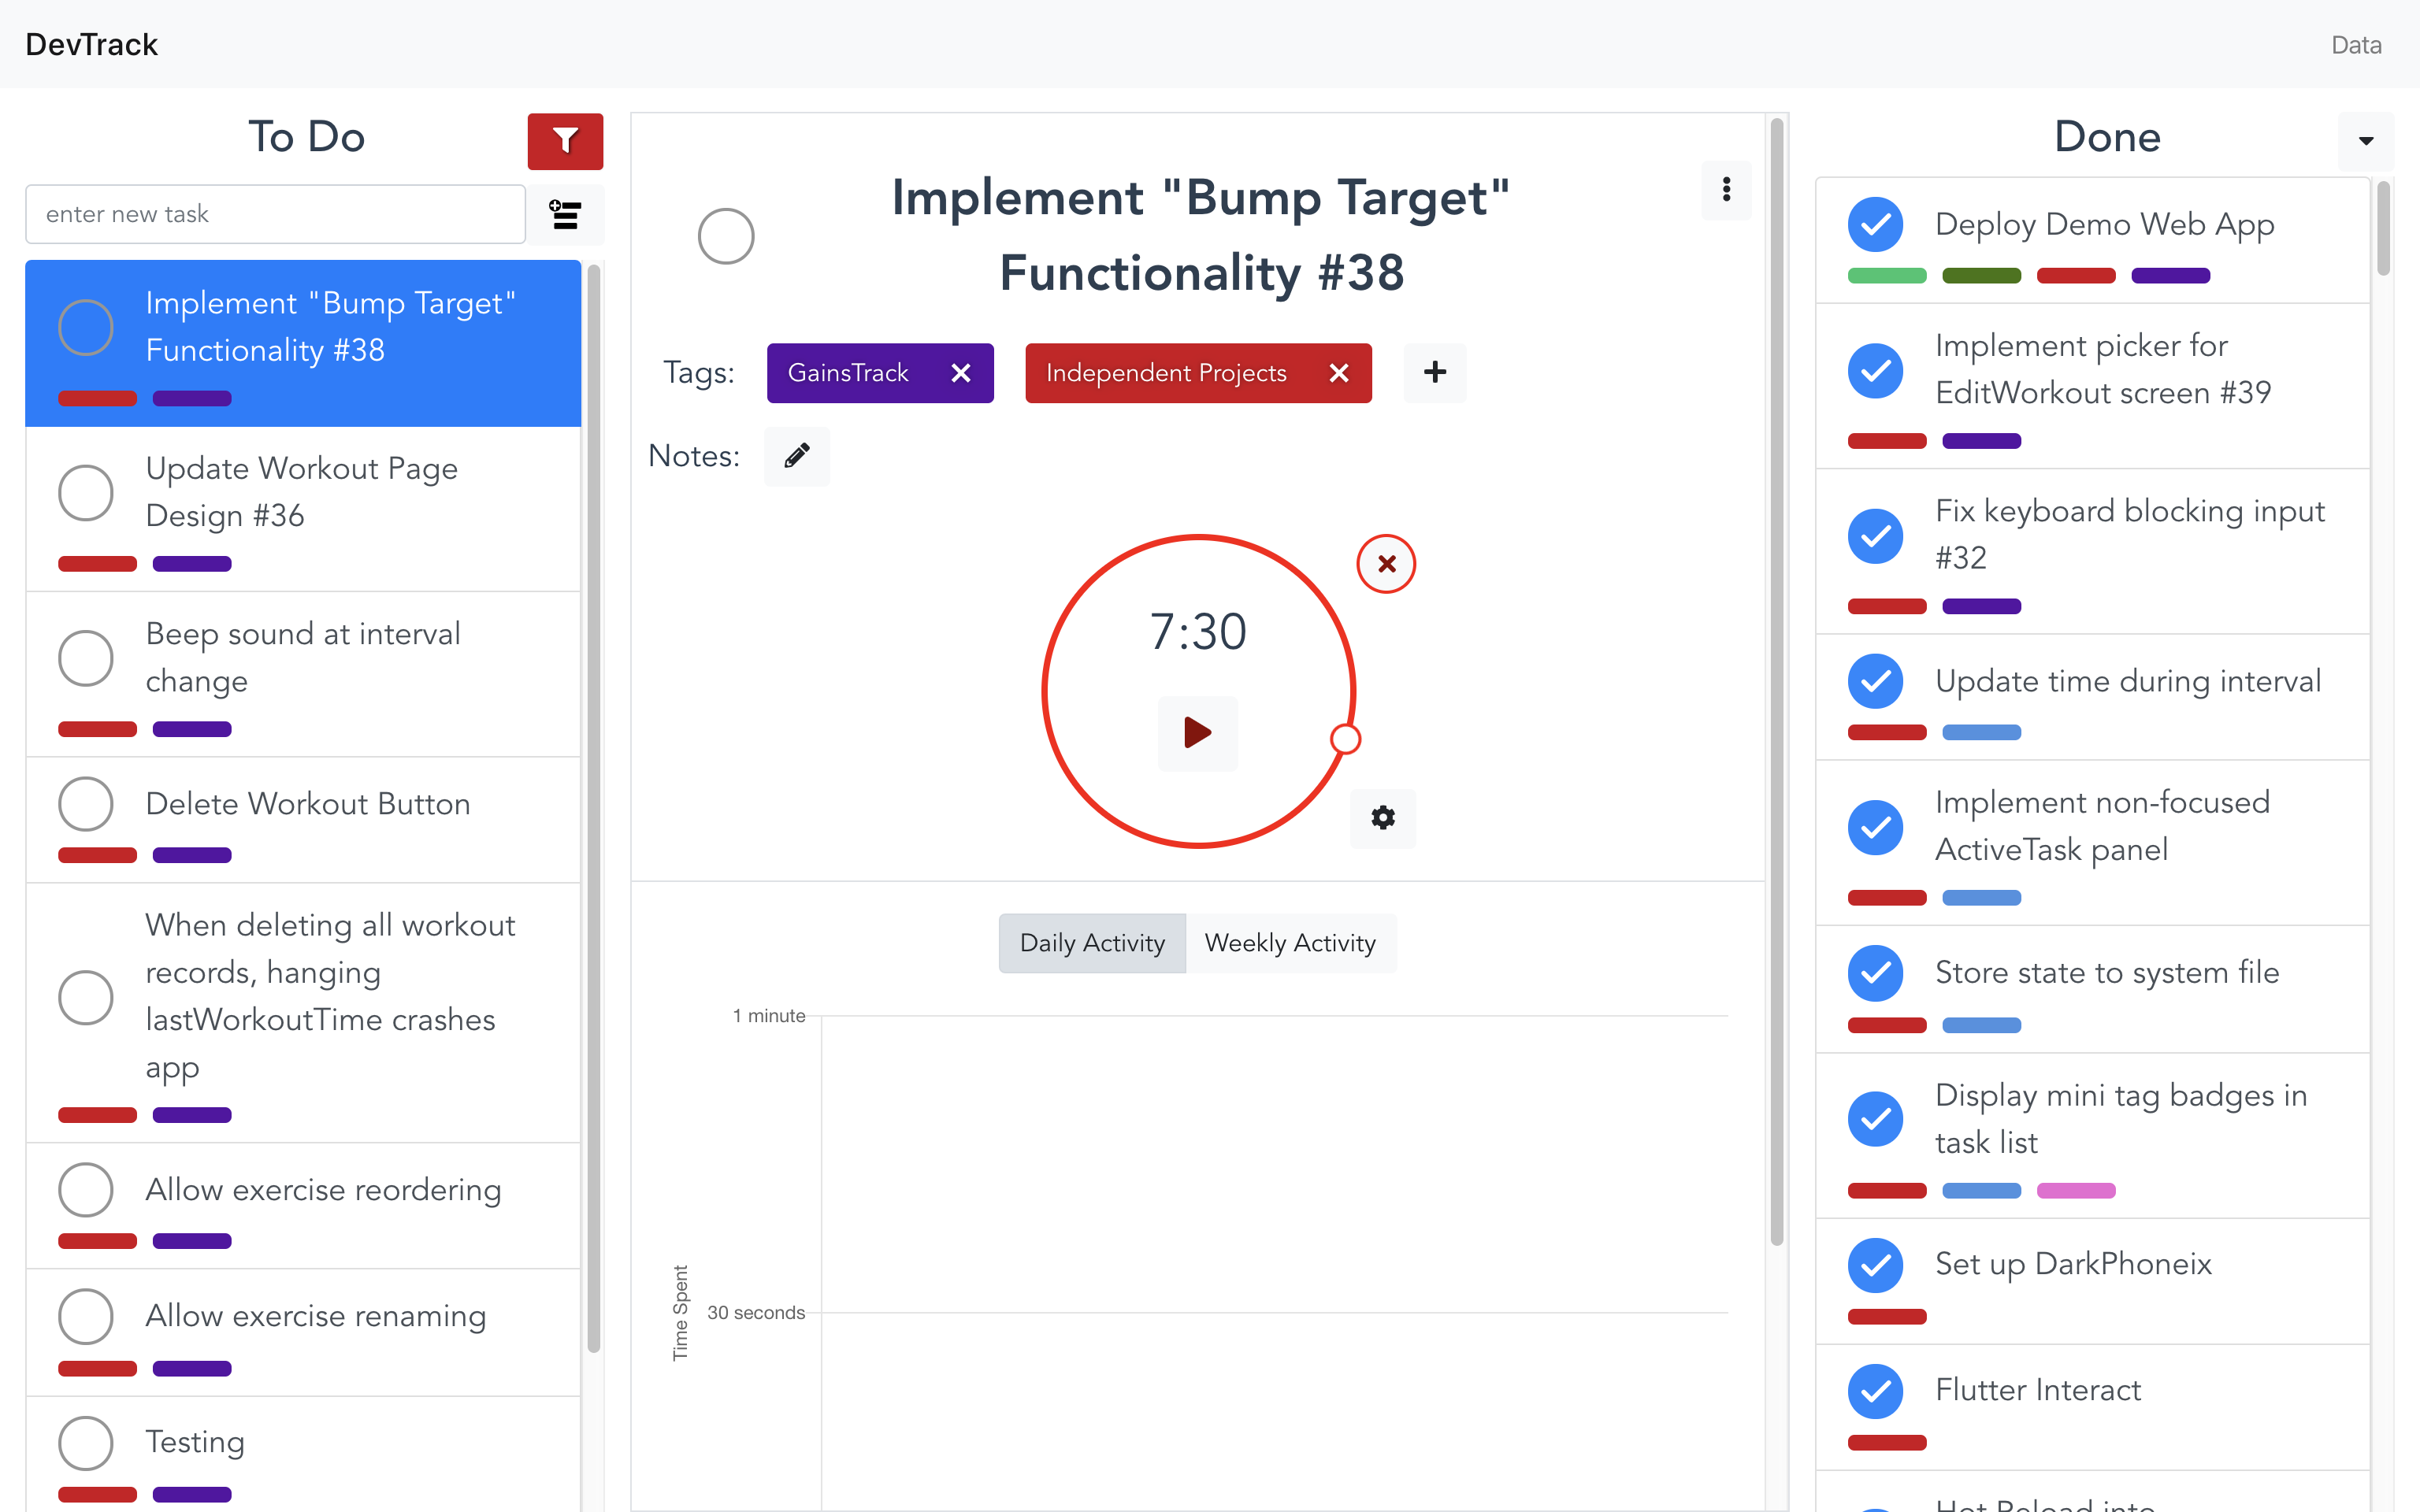 DevTrack
Data
To Do
enter new task
Implement "Bump Target"
Functionality #38
Update Workout Page
Design #36
Beep sound at interval
change
Delete Workout Button
When deleting all workout
records, hanging
lastWorkoutTime crashes
app
Allow exercise reordering
Allow exercise renaming
Testing
Implement "Bump Target"
Functionality #38
Tags:
GainsTrack
Independent Projects
Notes:
7:30
Daily Activity
Weekly Activity
1 minute
30 seconds
Time Spent
Done
Deploy Demo Web App
Implement picker for
EditWorkout screen #39
Fix keyboard blocking input
#32
Update time during interval
Implement non-focused
ActiveTask panel
Store state to system file
Display mini tag badges in
task list
Set up DarkPhoneix
Flutter Interact
Hot Reload into